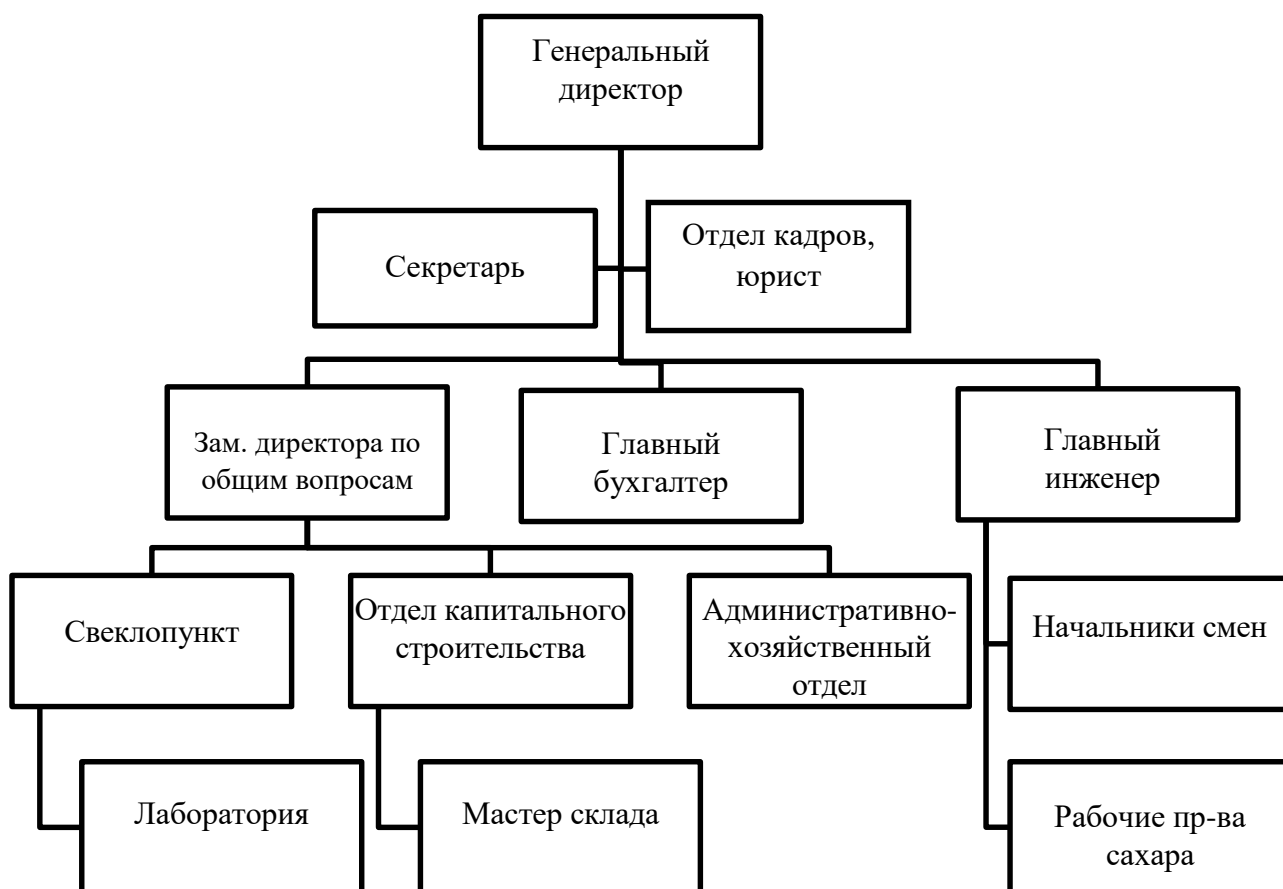 Генеральный
директор
Секретарь
Отдел кадров,
юрист
Зам. директора по
общим вопросам
Главный
бухгалтер
Главный
инженер
Свеклопункт
Отдел капитального
строительства
Административно-
хозяйственный
отдел
Начальники смен
Лаборатория
Мастер склада
Рабочие пр-ва
сахара